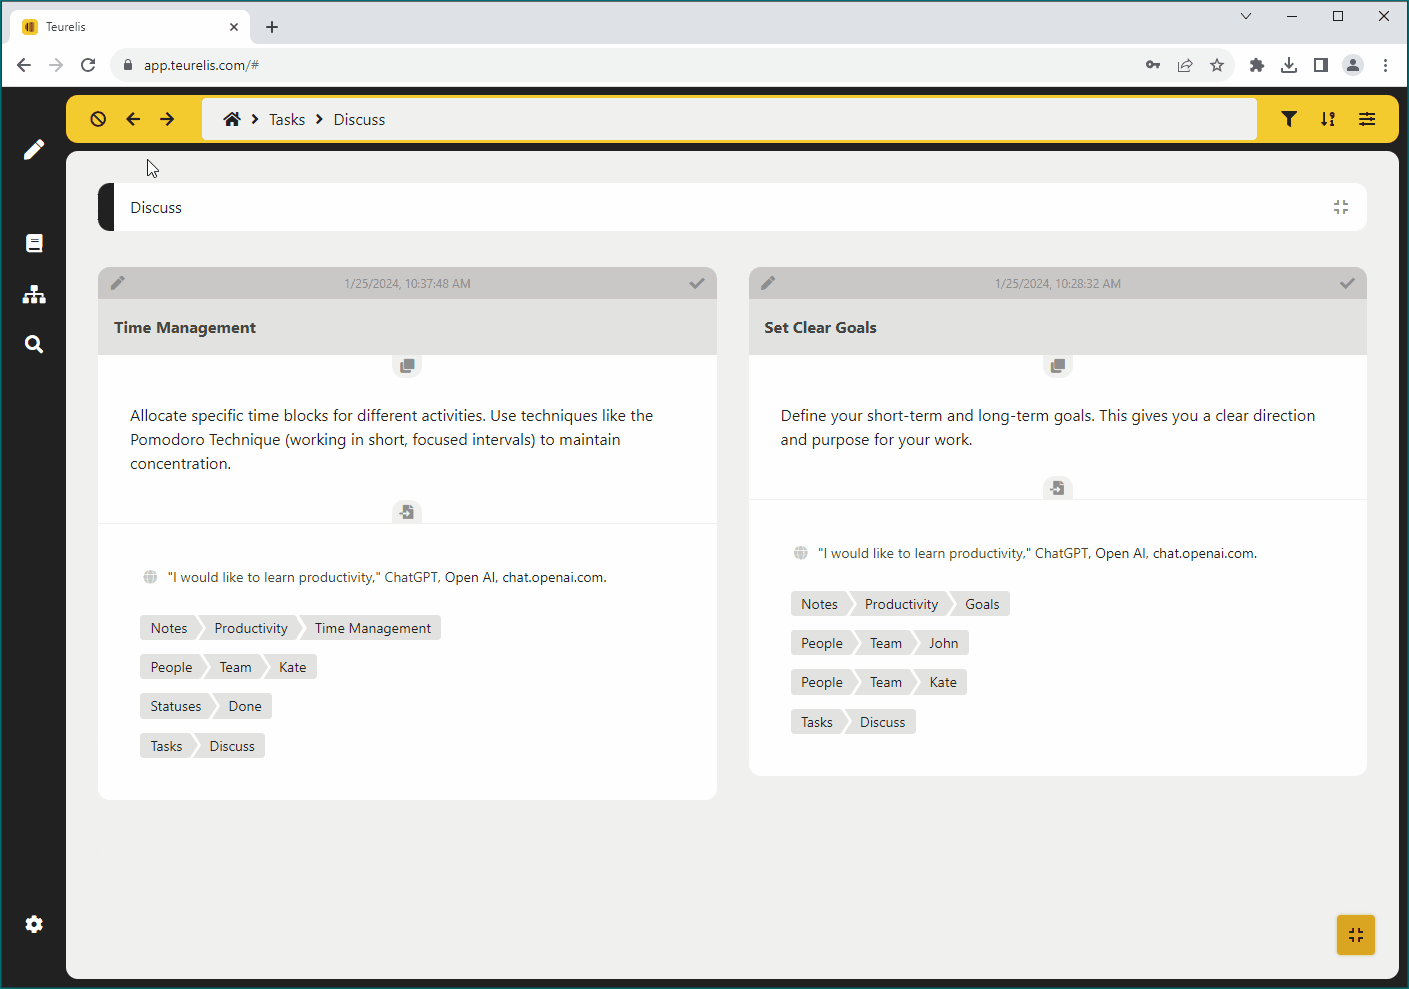 Teurelis
app.teurelis.com/#
Tasks Discuss
Discuss
1/25/2024, 10:37:48 AM
Time Management
Allocate specific time blocks for different activities. Use techniques like the
Pomodoro Technique (working in short, focused intervals) to maintain
concentration.
"I would like to learn productivity," ChatGPT, Open AI, chat.openai.com.
Notes Productivity Time Management
People Team Kate
Statuses Done
Tasks Discuss
1/25/2024, 10:28:32 AM
Set Clear Goals
Define your short-term and long-term goals. This gives you a clear direction
and purpose for your work.
"I would like to learn productivity," ChatGPT, Open AI, chat.openai.com.
Notes Productivity Goals
People Team John
People Team Kate
Tasks Discuss